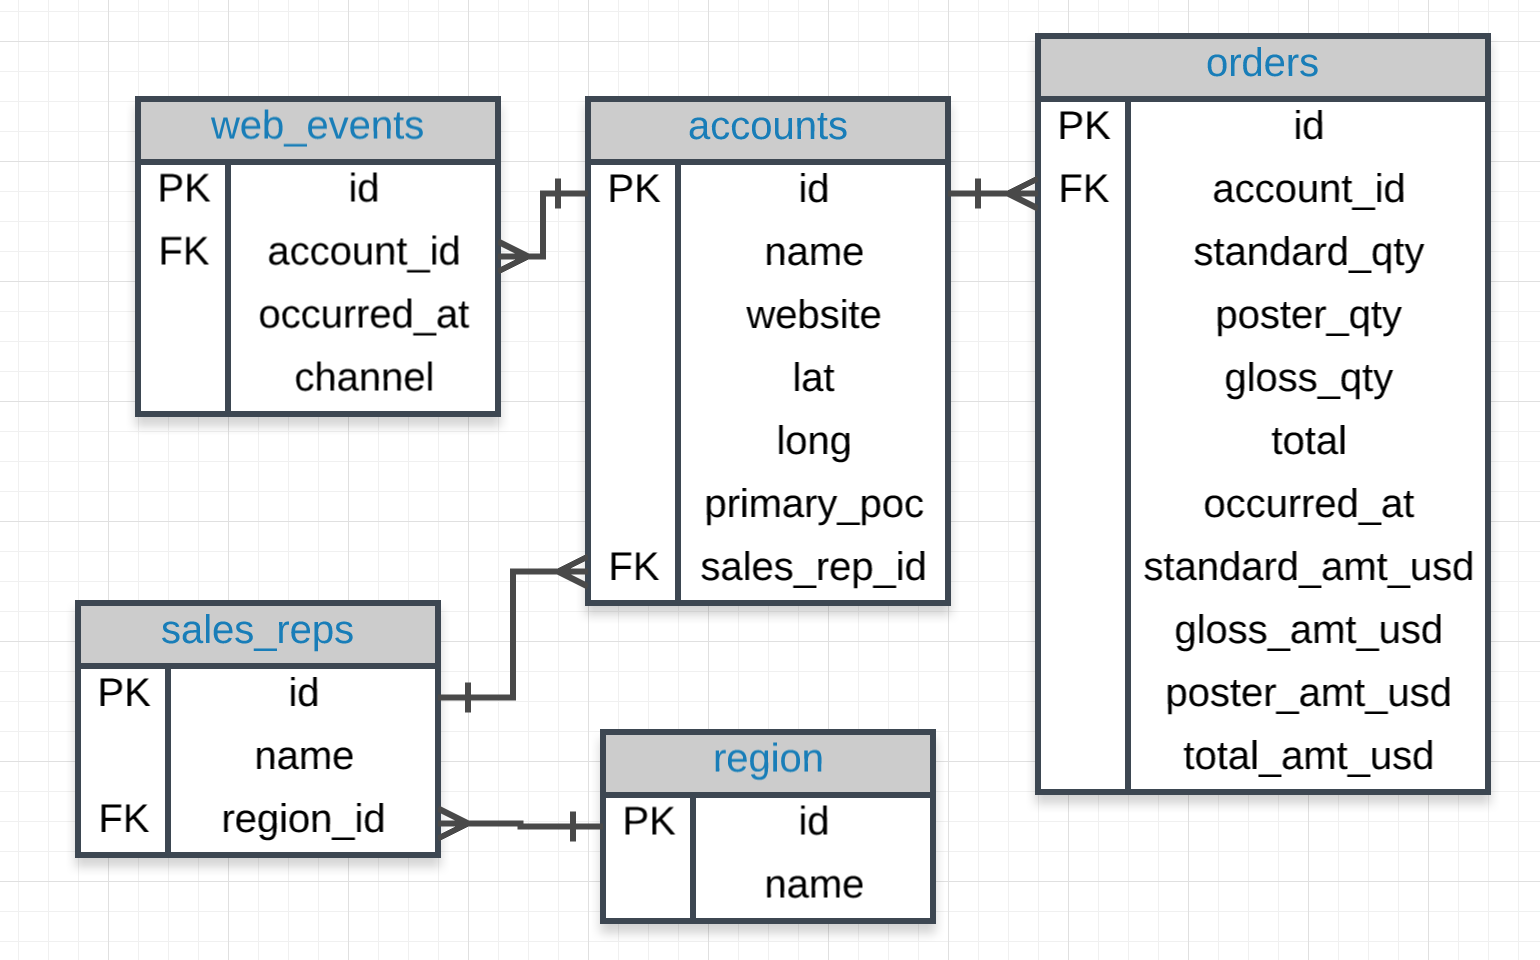 web_events
PK id
FK account_id
occurred_at
channel
accounts
PK id
name
website
lat
long
primary_poc
FK sales_rep_id
orders
PK id
FK account_id
standard_qty
poster_qty
gloss_qty
total
occurred_at
standard_amt_usd
gloss_amt_usd
poster_amt_usd
total_amt_usd
sales_reps
PK id
name
FK region_id
region
PK id
name